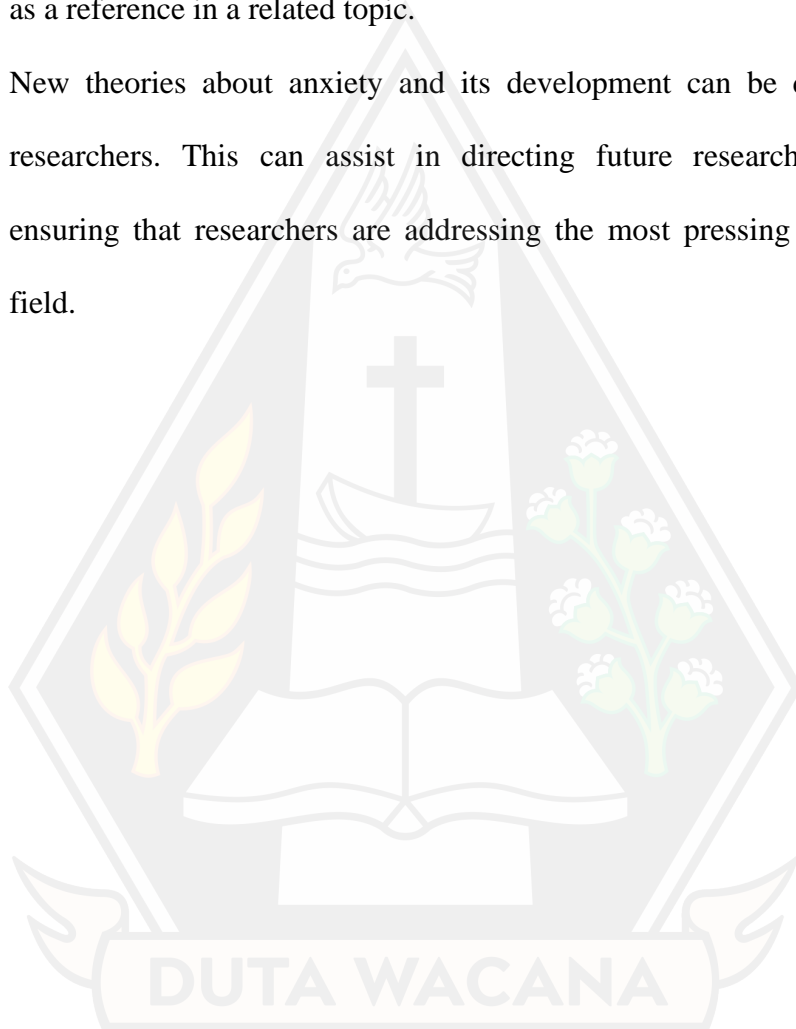 as a reference in a related topic.
New theories about anxiety and its development can be
researchers. This can assist in directing future research
ensuring that researchers are addressing the most pressing
field.
DUTA WACANA